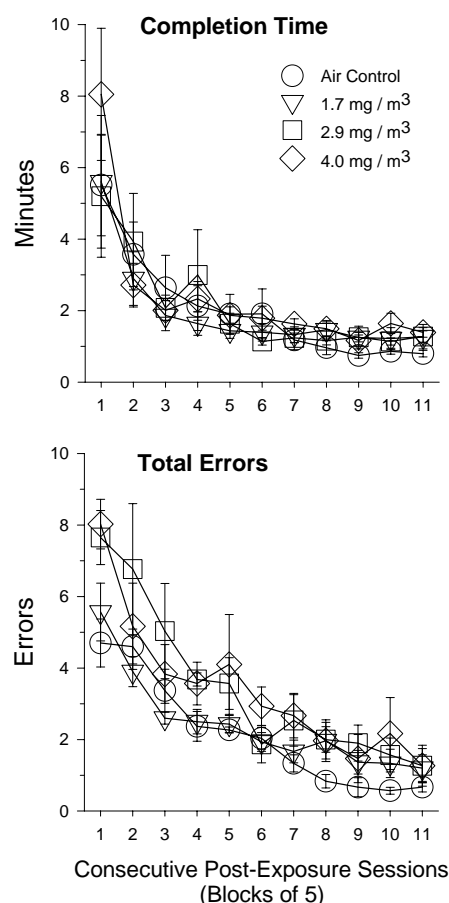 Completion Time
10
8
6
4
2
0
Minutes
Air Control
1.7 mg / m³
2.9 mg / m³
4.0 mg / m³
1 2 3 4 5 6 7 8 9 10 11
Total Errors
10
8
6
4
2
0
Errors
1 2 3 4 5 6 7 8 9 10 11
Consecutive Post-Exposure Sessions
(Blocks of 5)